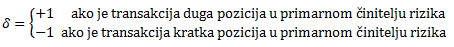 δ = {+1 ako je transakcija duga pozicija u primarnom činitelju rizika
−1 ako je transakcija kratka pozicija u primarnom činitelju rizika